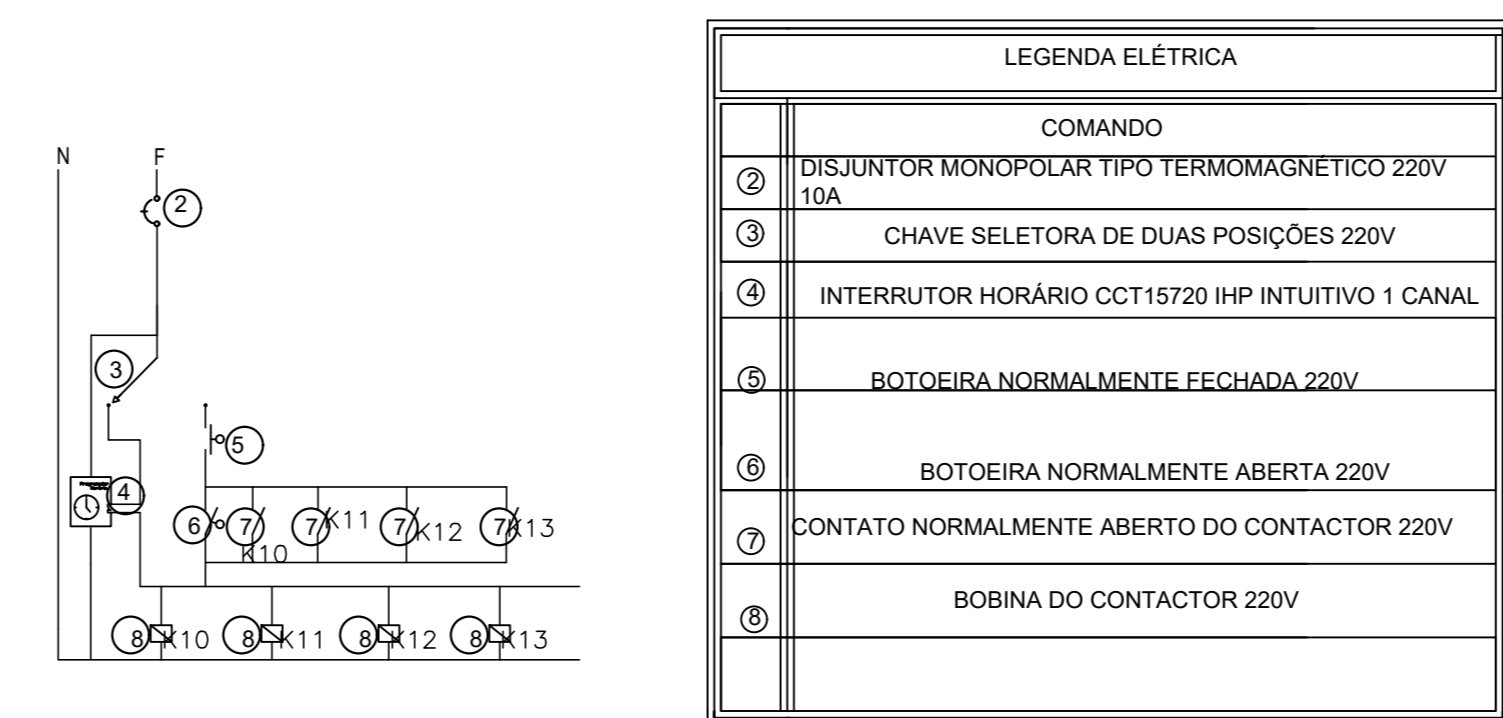 N F
2
3
4
5
6 7 7 K11 7 K12 7 K13
K10
8 K10 8 K11 8 K12 8 K13
LEGENDA ELÉTRICA
COMANDO
2 DISJUNTOR MONOPOLAR TIPO TERMOMAGNÉTICO 220V
10A
3 CHAVE SELETORA DE DUAS POSIÇÕES 220V
4 INTERRUTOR HORÁRIO CCT15720 IHP INTUITIVO 1 CANAL
5 BOTOEIRA NORMALMENTE FECHADA 220V
6 BOTOEIRA NORMALMENTE ABERTA 220V
7 CONTATO NORMALMENTE ABERTO DO CONTACTOR 220V
8 BOBINA DO CONTACTOR 220V